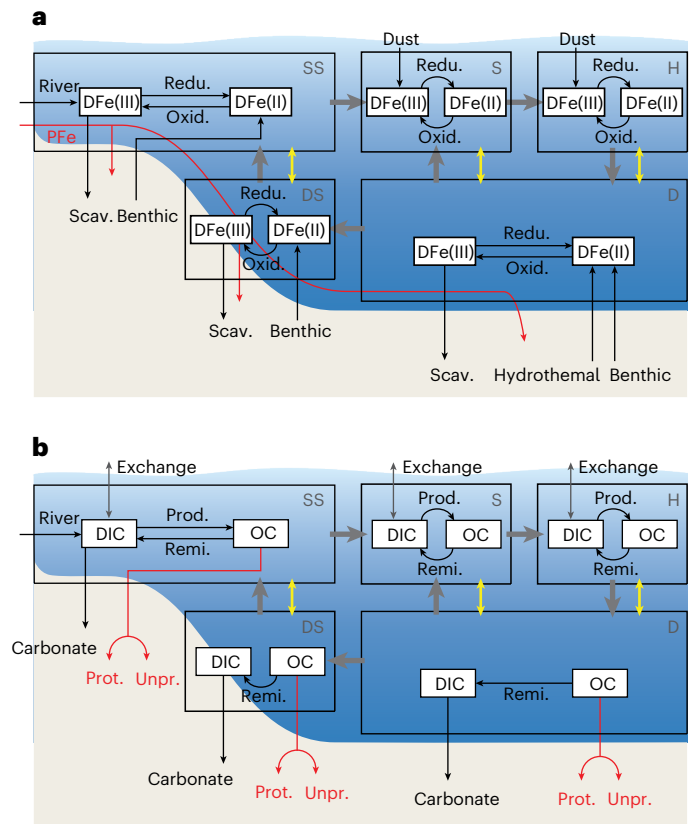 a
Dust
Dust
SS
S
H
River
Redu.
Redu.
Redu.
DFe(III)
DFe(II)
DFe(III)
DFe(II)
DFe(III)
DFe(II)
Oxid.
Oxid.
Oxid.
PFe
DS
D
Scav.
Benthic
Redu.
DFe(III)
DFe(II)
Redu.
DFe(III)
DFe(II)
Oxid.
Oxid.
Scav.
Benthic
Scav.
Hydrothemal
Benthic
b
Exchange
Exchange
Exchange
SS
S
H
River
Prod.
Prod.
Prod.
DIC
OC
DIC
OC
DIC
OC
Remi.
Remi.
Remi.
DS
D
Carbonate
Prot.
Unpr.
DIC
OC
DIC
OC
Remi.
Remi.
Carbonate
Prot.
Unpr.
Carbonate
Prot.
Unpr.